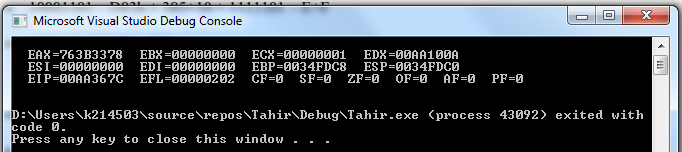 Microsoft Visual Studio Debug Console
EAX=763B3378 EBX=00000000 ECX=00000001 EDX=00AA100A
ESI=00000000 EDI=00000000 EBP=0034FDC8 ESP=0034FDC0
EIP=00AA367C EFL=00000202 CF=0 SF=0 ZF=0 OF=0 AF=0 PF=0
D:\Users\k214503\source\repos\Tahir\Debug\Tahir.exe (process 43092) exited with
code 0.
Press any key to close this window . . .